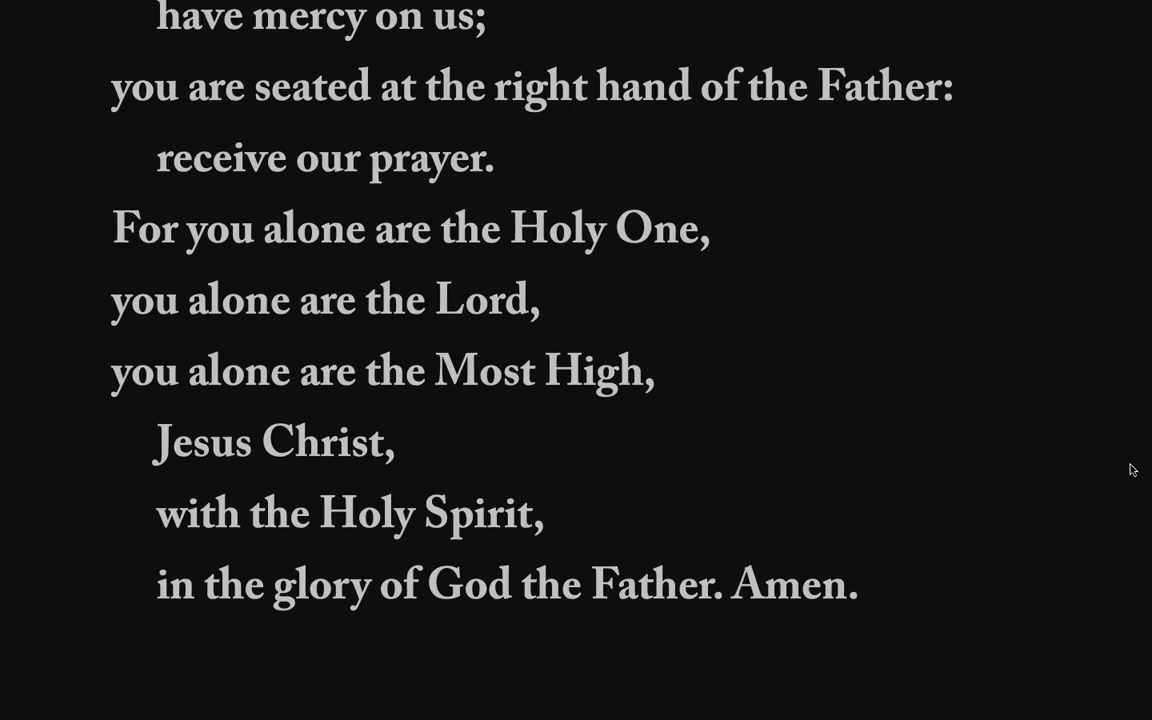 have mercy on us;
you are seated at the right hand of the Father:
receive our prayer.
For you alone are the Holy One,
you alone are the Lord,
you alone are the Most High,
Jesus Christ,
with the Holy Spirit,
in the glory of God the Father. Amen.